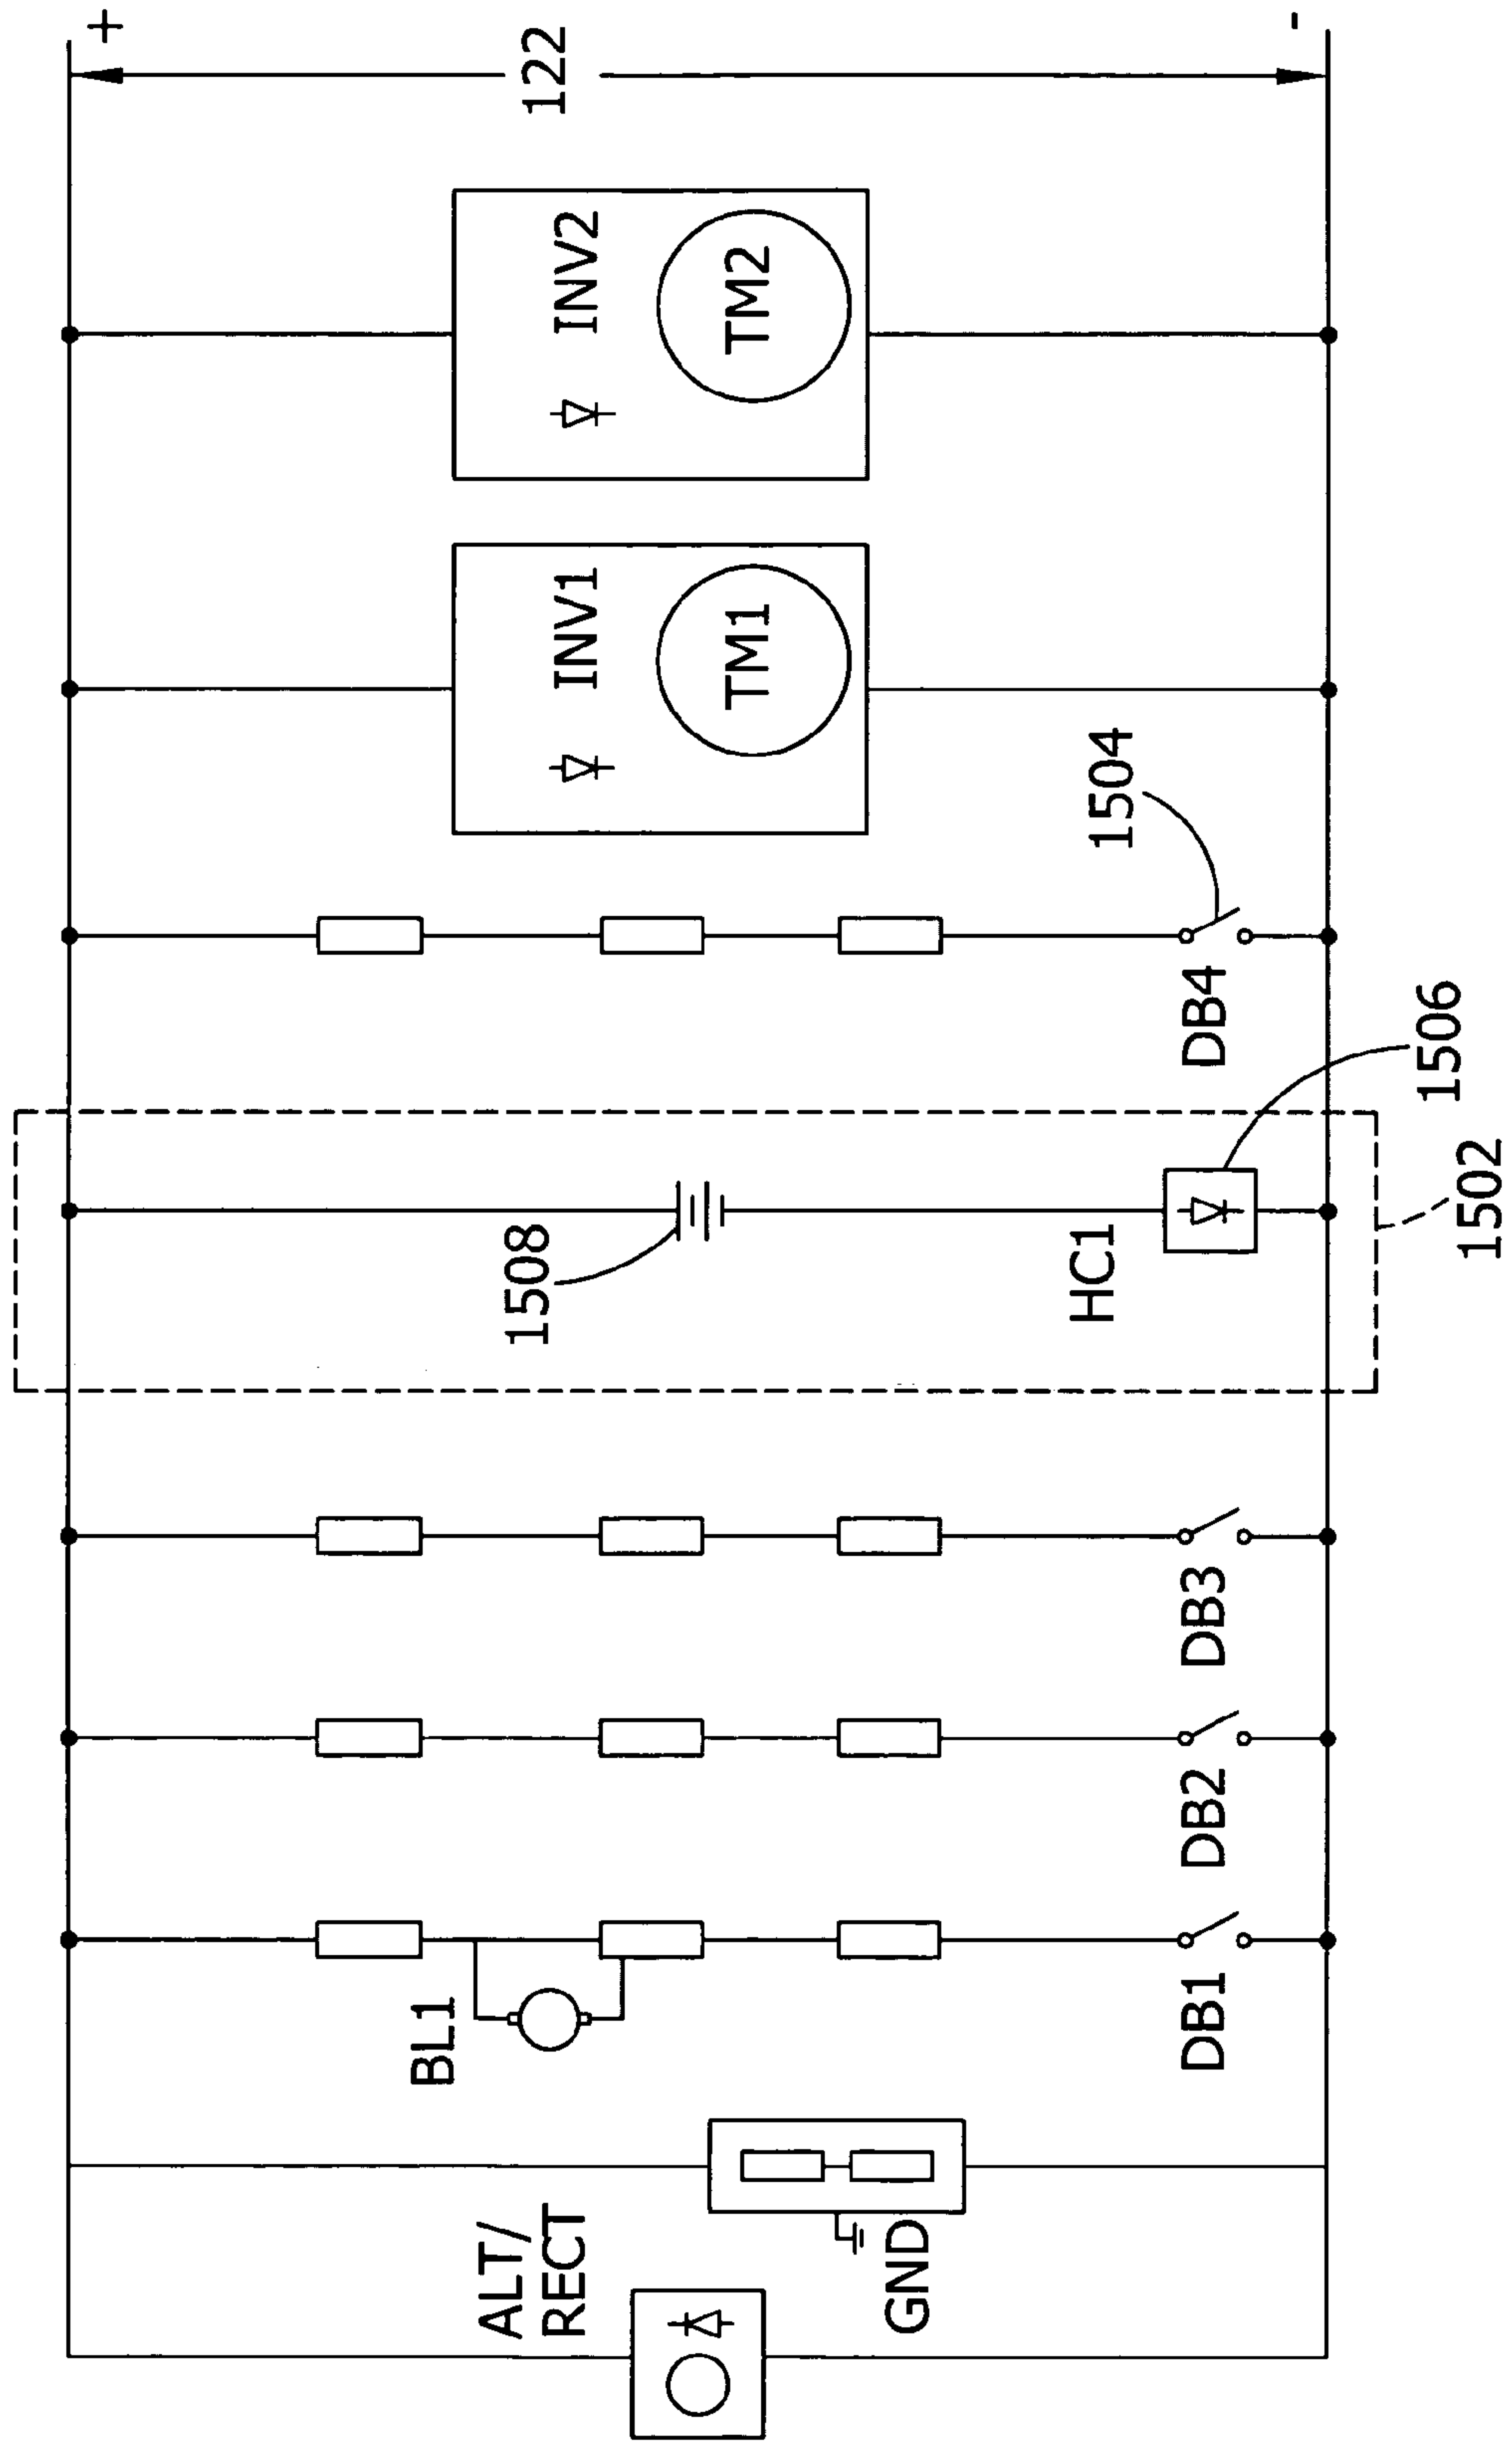 +
122
-
INV2
TM2
INV1
TM1
1504
DB4
1506
1508
HC1
1502
DB3
DB2
BL1
DB1
ALT/
RECT
GND